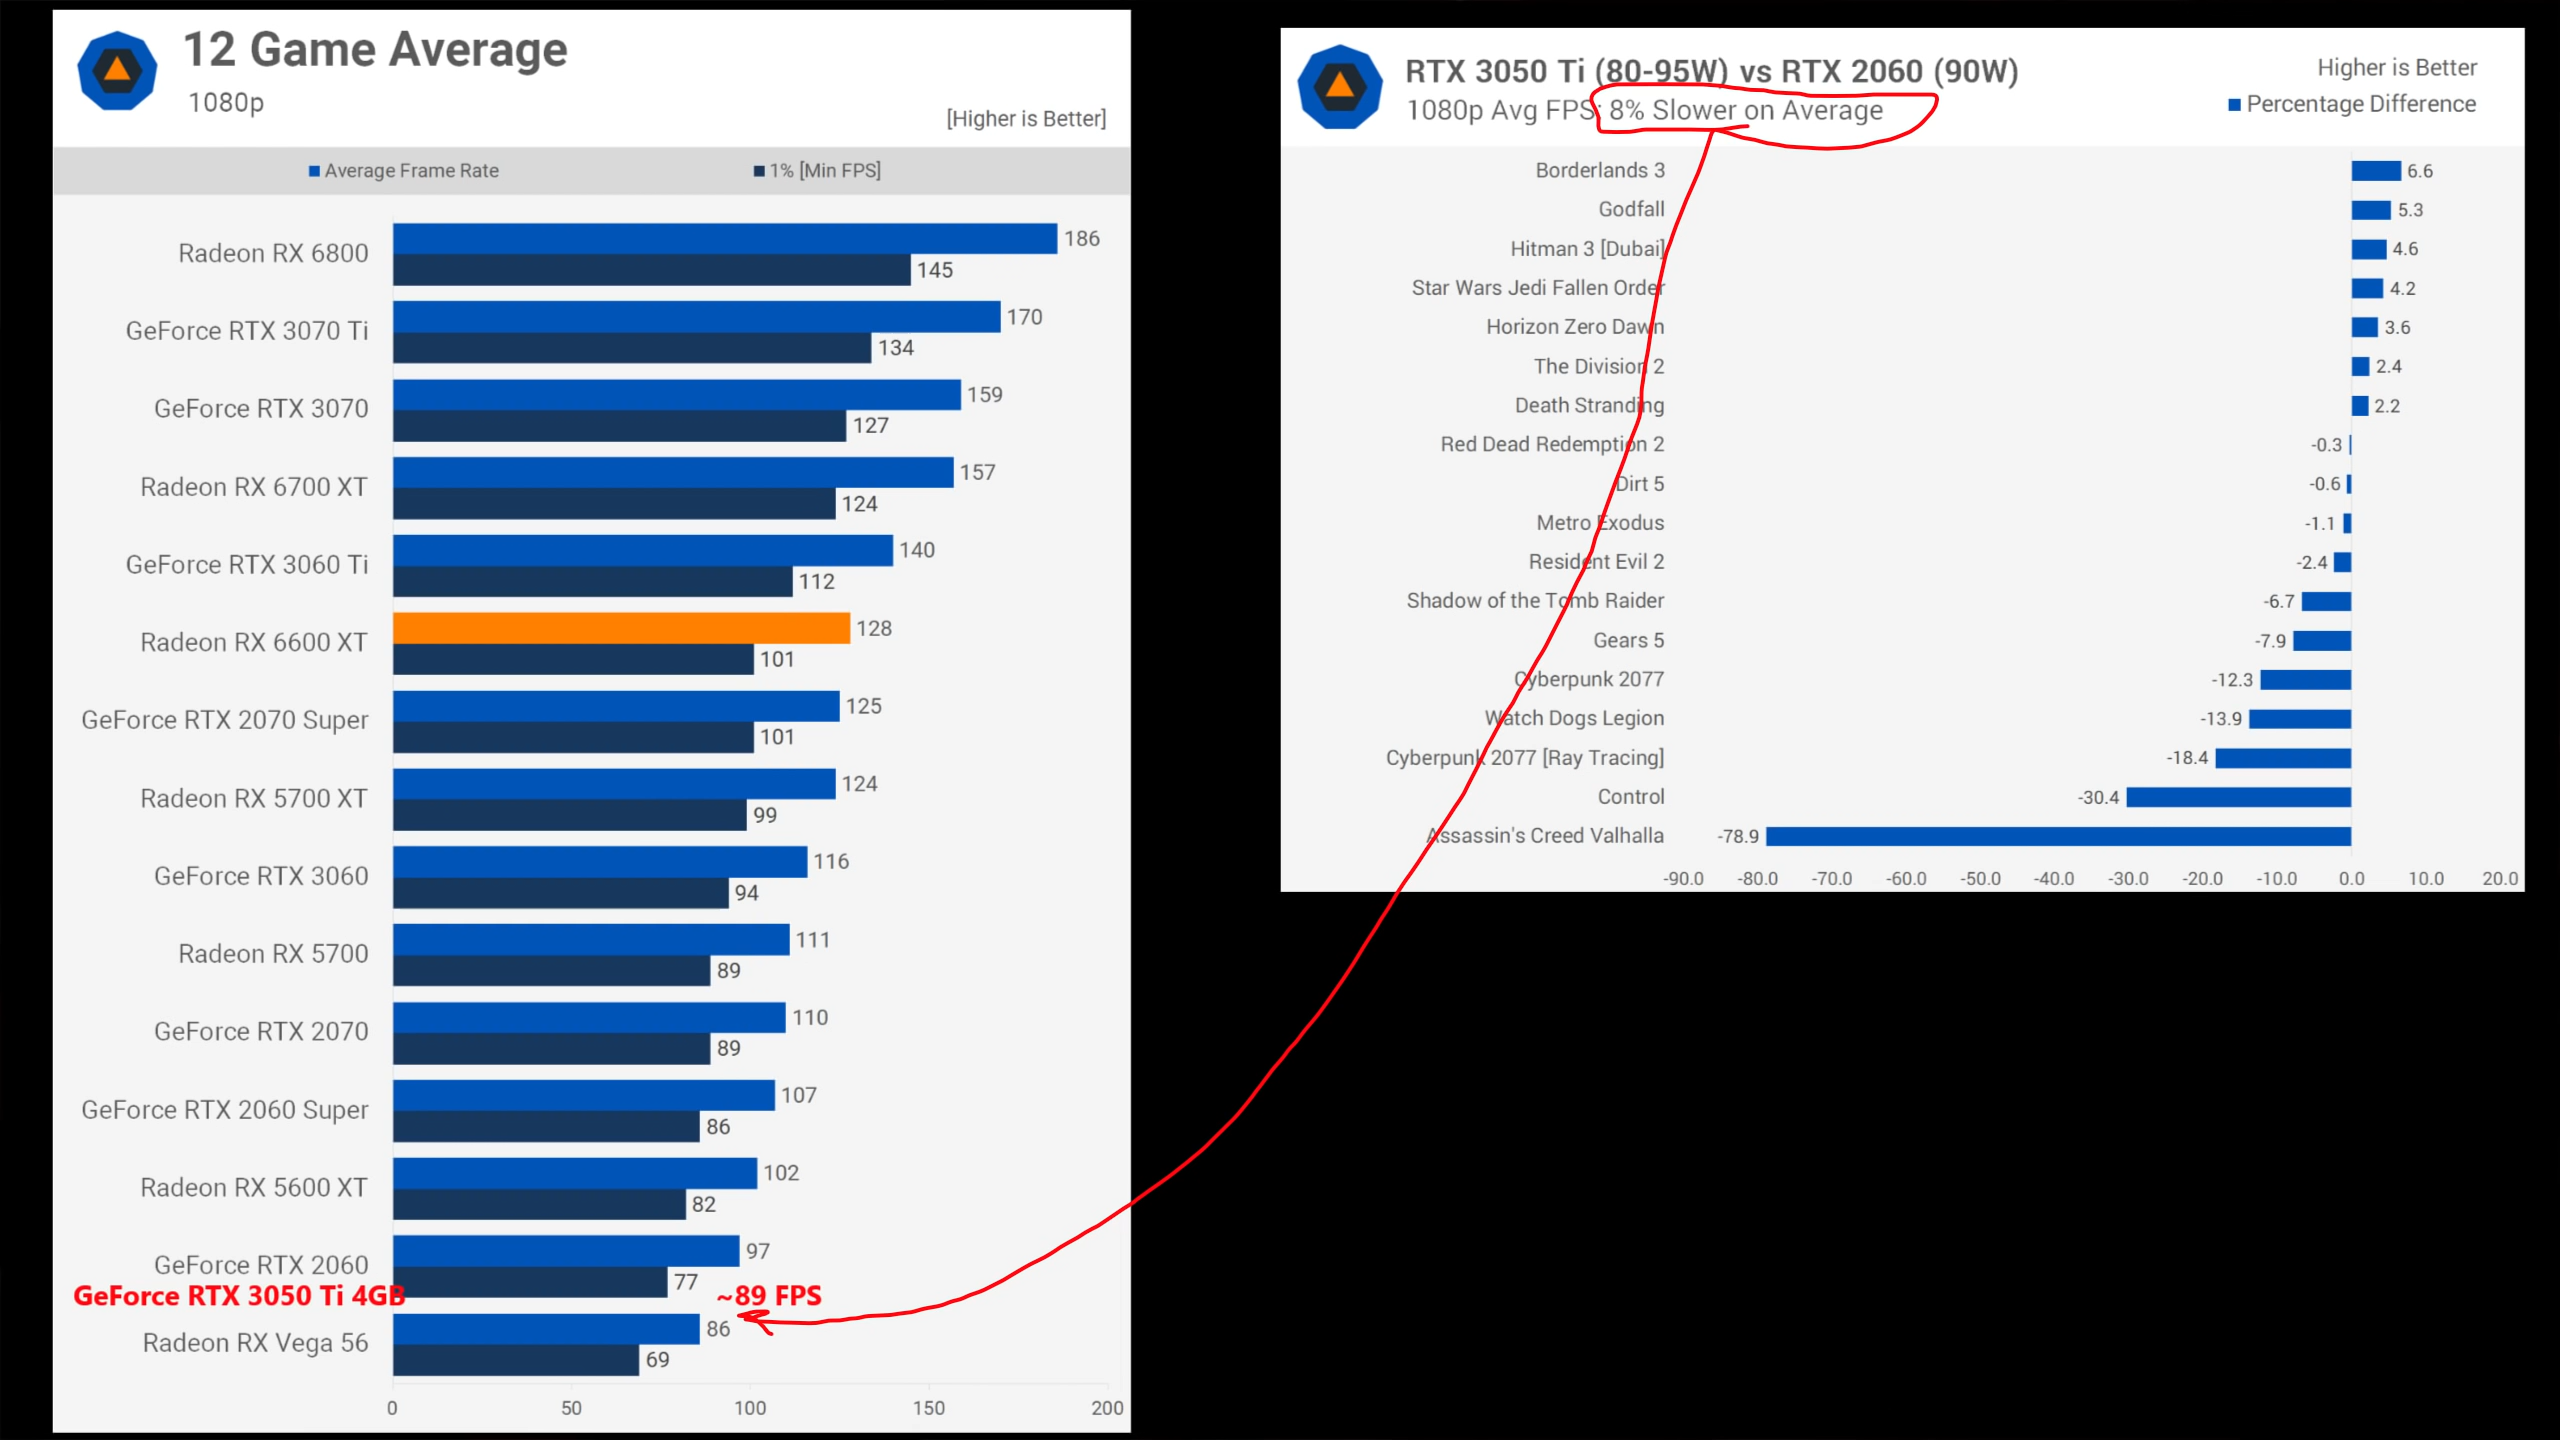 12 Game Average
1080p
[Higher is Better]
Average Frame Rate
1% [Min FPS]
Radeon RX 6800
186
145
GeForce RTX 3070 Ti
170
134
GeForce RTX 3070
159
127
Radeon RX 6700 XT
157
124
GeForce RTX 3060 Ti
140
112
Radeon RX 6600 XT
128
101
GeForce RTX 2070 Super
125
101
Radeon RX 5700 XT
124
99
GeForce RTX 3060
116
94
Radeon RX 5700
111
89
GeForce RTX 2070
110
89
GeForce RTX 2060 Super
107
86
Radeon RX 5600 XT
102
82
GeForce RTX 2060
97
77
GeForce RTX 3050 Ti 4GB
~89 FPS
Radeon RX Vega 56
86
69
0 50 100 150 200
RTX 3050 Ti (80-95W) vs RTX 2060 (90W)
1080p Avg FPS: 8% Slower on Average
Higher is Better
Percentage Difference
Borderlands 3 6.6
Godfall 5.3
Hitman 3 [Dubai] 4.6
Star Wars Jedi Fallen Order 4.2
Horizon Zero Dawn 3.6
The Division 2 2.4
Death Stranding 2.2
Red Dead Redemption 2 -0.3
Dirt 5 -0.6
Metro Exodus -1.1
Resident Evil 2 -2.4
Shadow of the Tomb Raider -6.7
Gears 5 -7.9
Cyberpunk 2077 -12.3
Watch Dogs Legion -13.9
Cyberpunk 2077 [Ray Tracing] -18.4
Control -30.4
Assassin's Creed Valhalla -78.9
-90.0 -80.0 -70.0 -60.0 -50.0 -40.0 -30.0 -20.0 -10.0 0.0 10.0 20.0